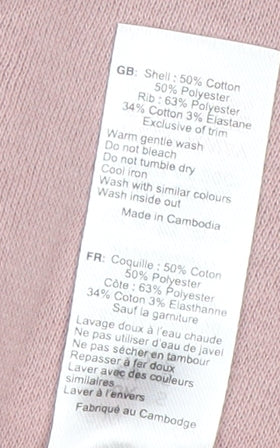 GB: Shell : 50% Cotton
50% Polyester
Rib : 63% Polyester
34% Cotton 3% Elastane
Exclusive of trim
Warm gentle wash
Do not bleach
Do not tumble dry
Cool iron
Wash with similar colours
Wash inside out
Made in Cambodia
FR: Coquille : 50% Coton
50% Polyester
Côte : 63% Polyester
34% Coton 3% Elasthanne
Sauf la garniture
Lavage doux à l'eau chaude
Ne pas utiliser d'eau de javel
Ne pas sécher en tambour
Repasser à fer doux
Laver avec des couleurs
similaires
Laver à l'envers
Fabriqué au Cambodge